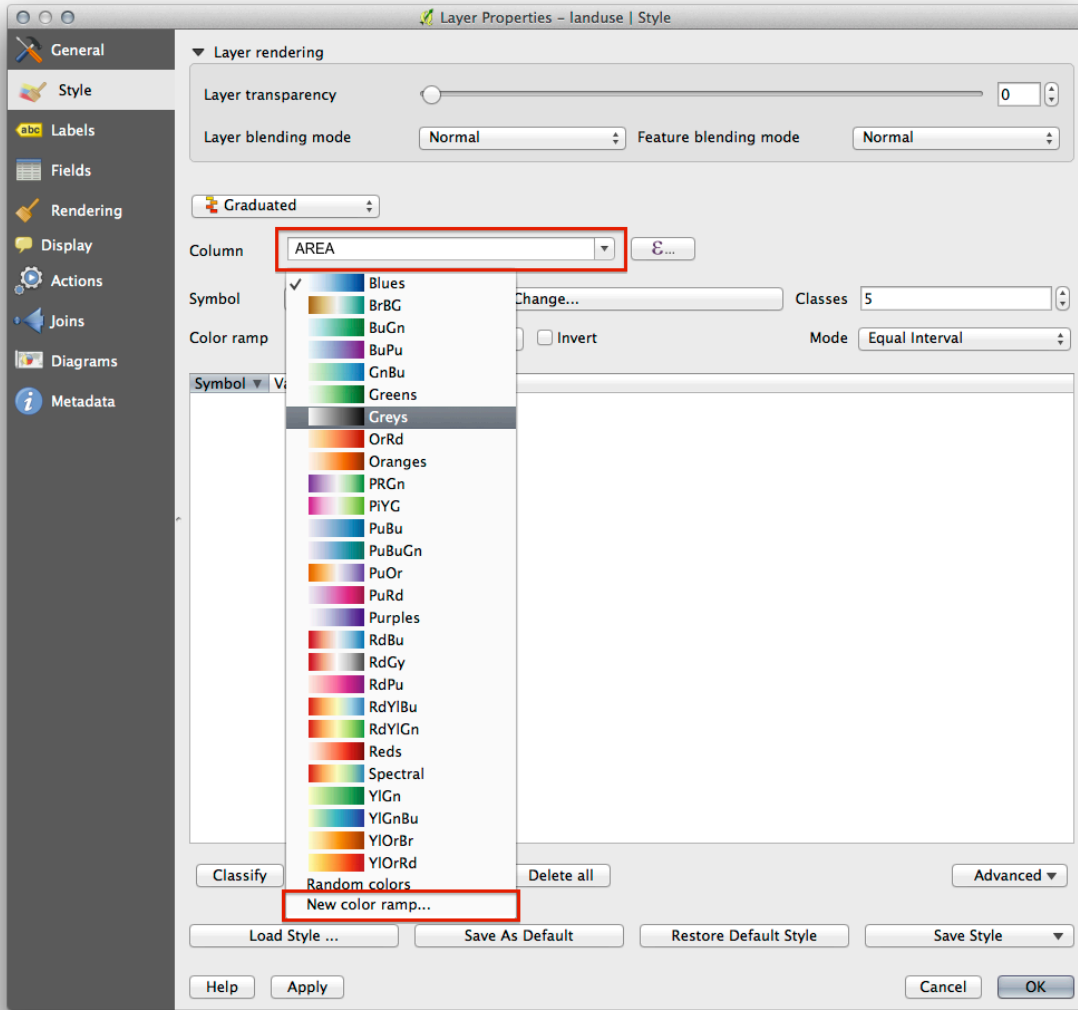 Layer Properties – landuse | Style
General
Style
abc Labels
Fields
Rendering
Display
Actions
Joins
Diagrams
i Metadata
▼ Layer rendering
Layer transparency 0
Layer blending mode Normal Feature blending mode Normal
Graduated
Column AREA ε...
Symbol Change... Classes 5
Color ramp Invert Mode Equal Interval
Symbol ▼
✓ Blues
BrBG
BuGn
BuPu
GnBu
Greens
Greys
OrRd
Oranges
PRGn
PiYG
PuBu
PuBuGn
PuOr
PuRd
Purples
RdBu
RdGy
RdPu
RdYlBu
RdYlGn
Reds
Spectral
YlGn
YlGnBu
YlOrBr
YlOrRd
Random colors
New color ramp...
Classify Delete all Advanced ▼
Load Style ... Save As Default Restore Default Style Save Style ▼
Help Apply Cancel OK